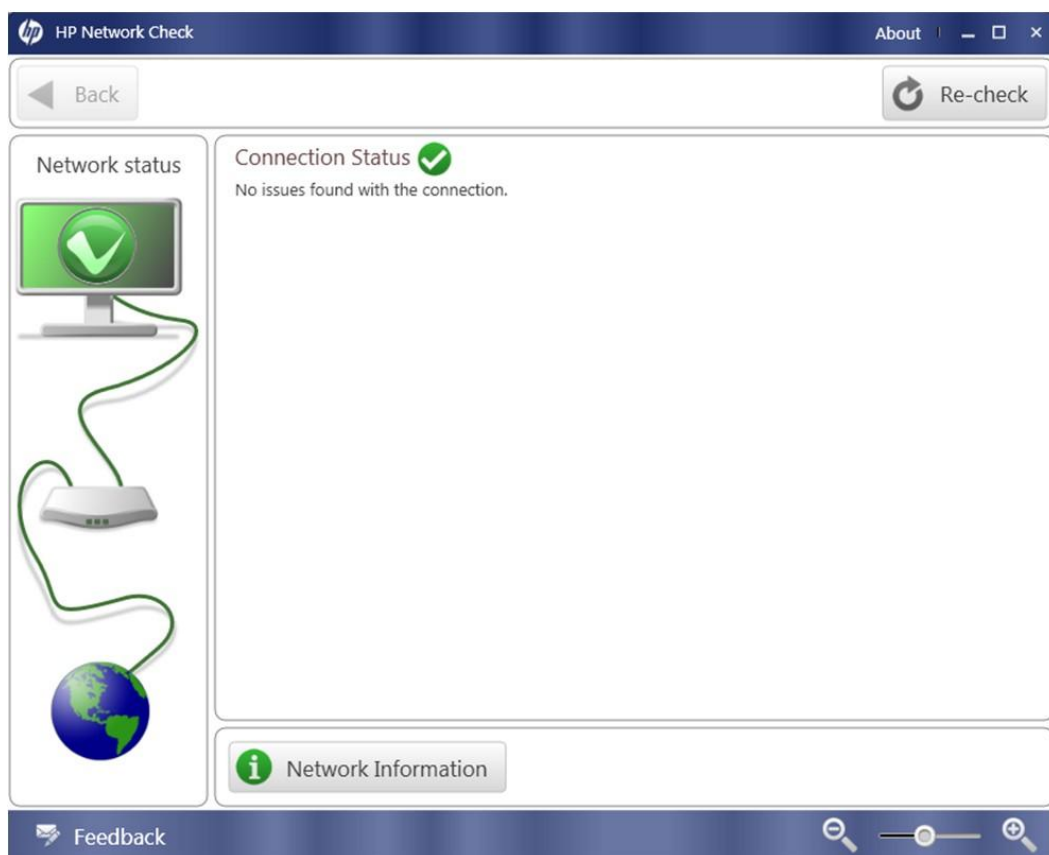 hp HP Network Check
About
Back
Re-check
Network status
Connection Status
No issues found with the connection.
i Network Information
Feedback